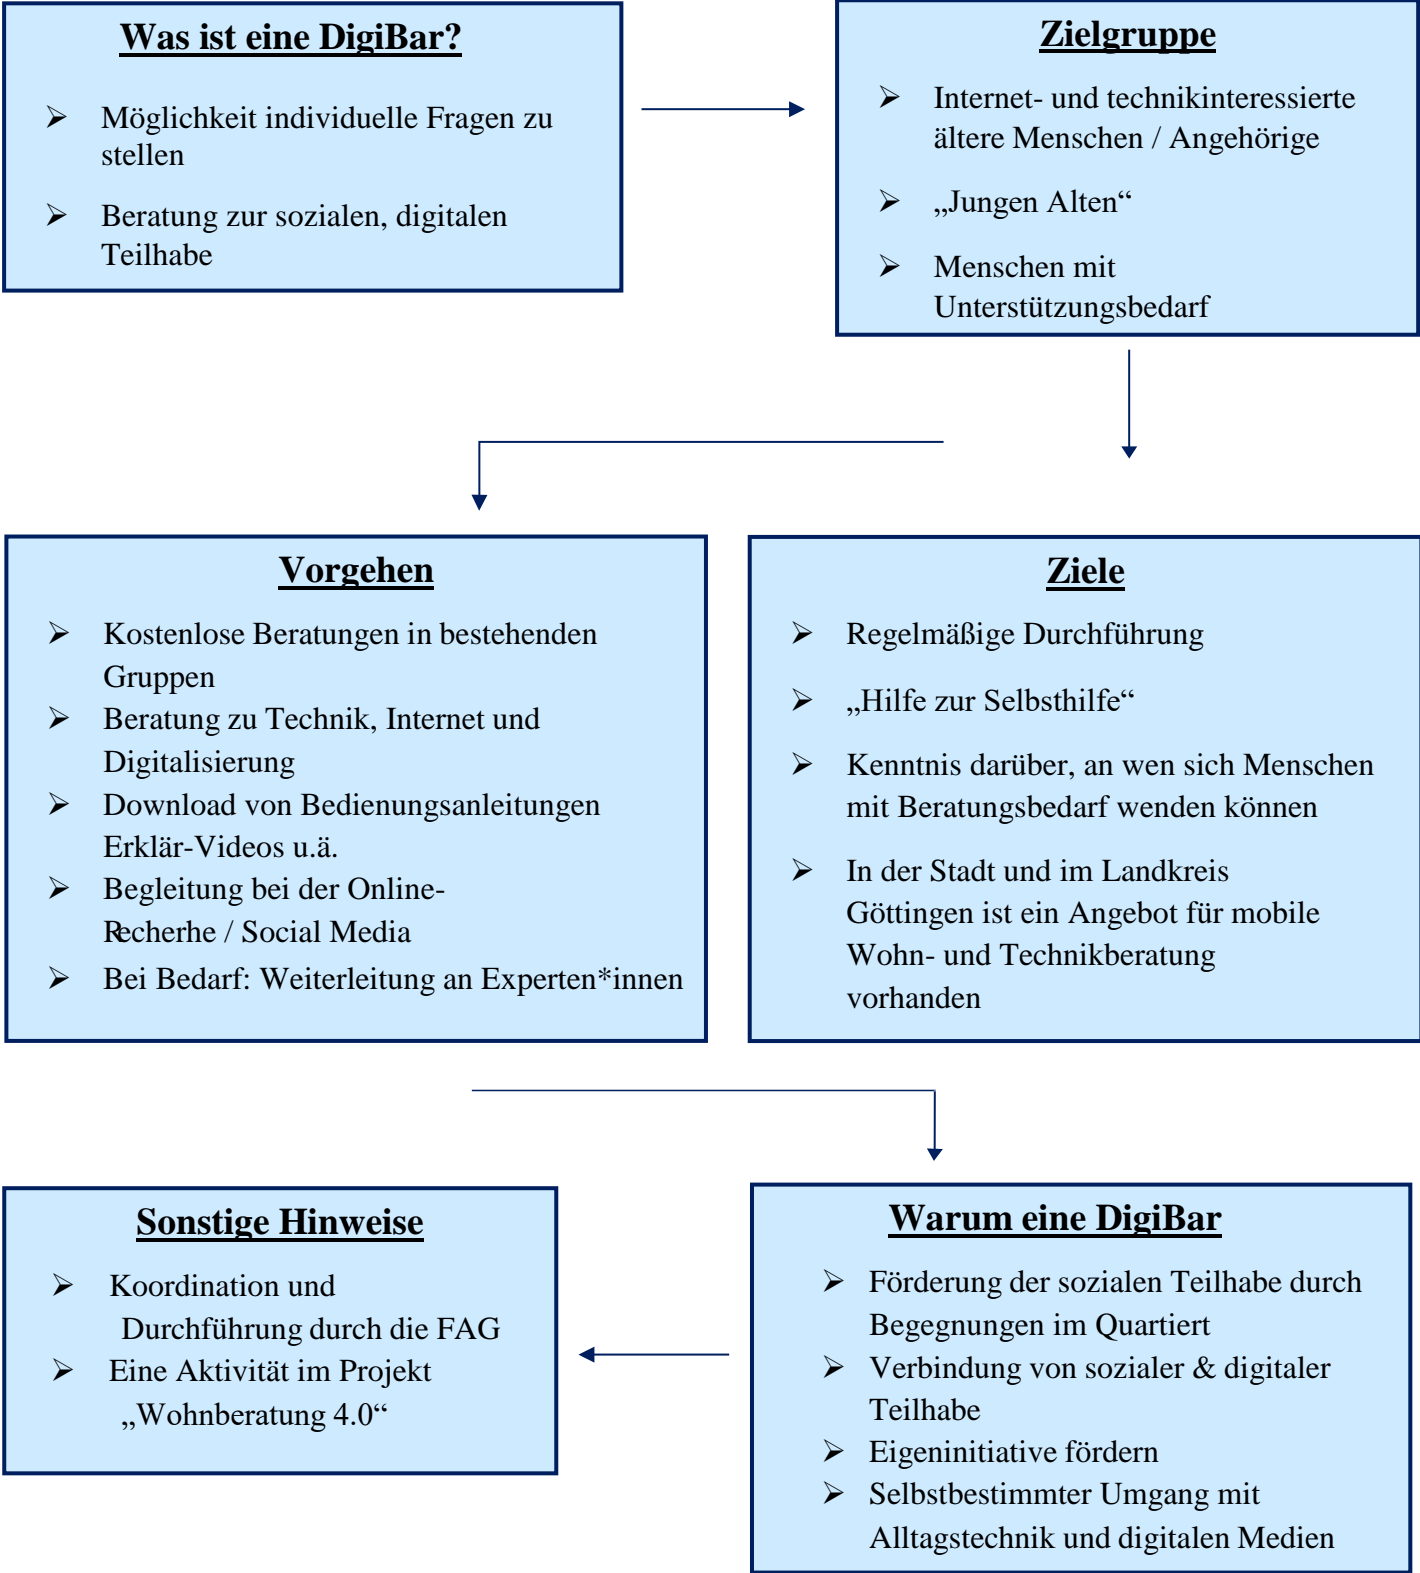 Was ist eine DigiBar?
➢ Möglichkeit individuelle Fragen zu
stellen
➢ Beratung zur sozialen, digitalen
Teilhabe
Zielgruppe
➢ Internet- und technikinteressierte
ältere Menschen / Angehörige
➢ „Jungen Alten“
➢ Menschen mit
Unterstützungsbedarf
Vorgehen
➢ Kostenlose Beratungen in bestehenden
Gruppen
➢ Beratung zu Technik, Internet und
Digitalisierung
➢ Download von Bedienungsanleitungen
Erklär-Videos u.ä.
➢ Begleitung bei der Online-
Recherhe / Social Media
➢ Bei Bedarf: Weiterleitung an Experten*innen
Ziele
➢ Regelmäßige Durchführung
➢ „Hilfe zur Selbsthilfe“
➢ Kenntnis darüber, an wen sich Menschen
mit Beratungsbedarf wenden können
➢ In der Stadt und im Landkreis
Göttingen ist ein Angebot für mobile
Wohn- und Technikberatung
vorhanden
Sonstige Hinweise
➢ Koordination und
Durchführung durch die FAG
➢ Eine Aktivität im Projekt
„Wohnberatung 4.0“
Warum eine DigiBar
➢ Förderung der sozialen Teilhabe durch
Begegnungen im Quartiert
➢ Verbindung von sozialer & digitaler
Teilhabe
➢ Eigeninitiative fördern
➢ Selbstbestimmter Umgang mit
Alltagstechnik und digitalen Medien